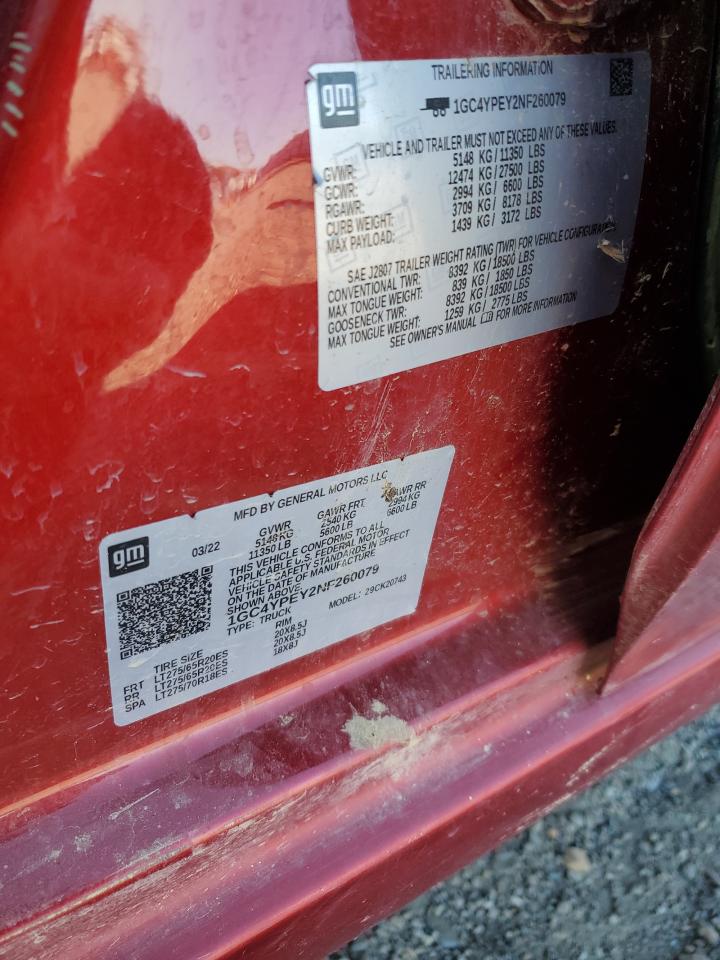 gm
TRAILERING INFORMATION
1GC4YPEY2NF260079
VEHICLE AND TRAILER MUST NOT EXCEED ANY OF THESE VALUES.
GVWR: 5148 KG / 11350 LBS
GCWR: 12474 KG / 27500 LBS
RGAWR: 2994 KG / 6600 LBS
CURB WEIGHT: 3709 KG / 8178 LBS
MAX PAYLOAD: 1439 KG / 3172 LBS
SAE J2807 TRAILER WEIGHT RATING (TWR) FOR VEHICLE CONFIGURATION
CONVENTIONAL TWR: 8392 KG / 18500 LBS
MAX TONGUE WEIGHT: 839 KG / 1850 LBS
GOOSENECK TWR: 8392 KG / 18500 LBS
MAX TONGUE WEIGHT: 1259 KG / 2775 LBS
SEE OWNER'S MANUAL FOR MORE INFORMATION
gm
MFD BY GENERAL MOTORS LLC
03/22 GVWR GAWR FRT GAWR RR
5148 KG 2540 KG 2994 KG
11350 LB 5600 LB 6600 LB
THIS VEHICLE CONFORMS TO ALL
APPLICABLE U.S. FEDERAL MOTOR
VEHICLE SAFETY STANDARDS IN EFFECT
ON THE DATE OF MANUFACTURE
SHOWN ABOVE.
1GC4YPEY2NF260079
TYPE: TRUCK MODEL: 29CK20743
TIRE SIZE RIM
FRT LT275/65R20ES 20X8.5J
RR LT275/65R20ES 20X8.5J
SPA LT275/70R18ES 18X8J